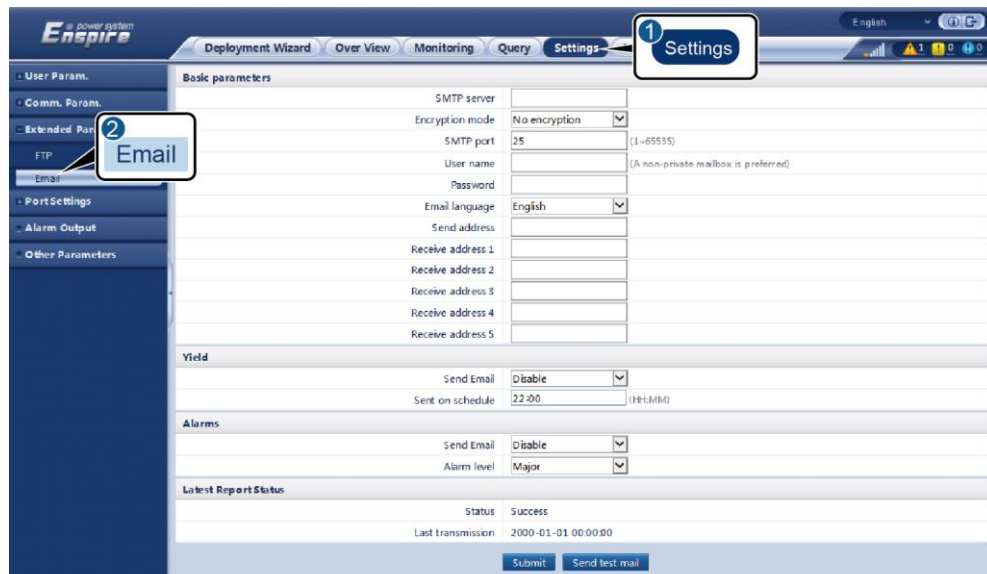 Enspire e power system
English
Deployment Wizard Over View Monitoring Query Settings
1 Settings
1 0 0
User Param.
Comm. Param.
Extended Par
2 Email
FTP
Email
Port Settings
Alarm Output
Other Parameters
Basic parameters
SMTP server
Encryption mode No encryption
SMTP port 25 (1~65535)
User name (A non-private mailbox is preferred)
Password
Email language English
Send address
Receive address 1
Receive address 2
Receive address 3
Receive address 4
Receive address 5
Yield
Send Email Disable
Sent on schedule 22:00 (HH:MM)
Alarms
Send Email Disable
Alarm level Major
Latest Report Status
Status Success
Last transmission 2000-01-01 00:00:00
Submit Send test mail